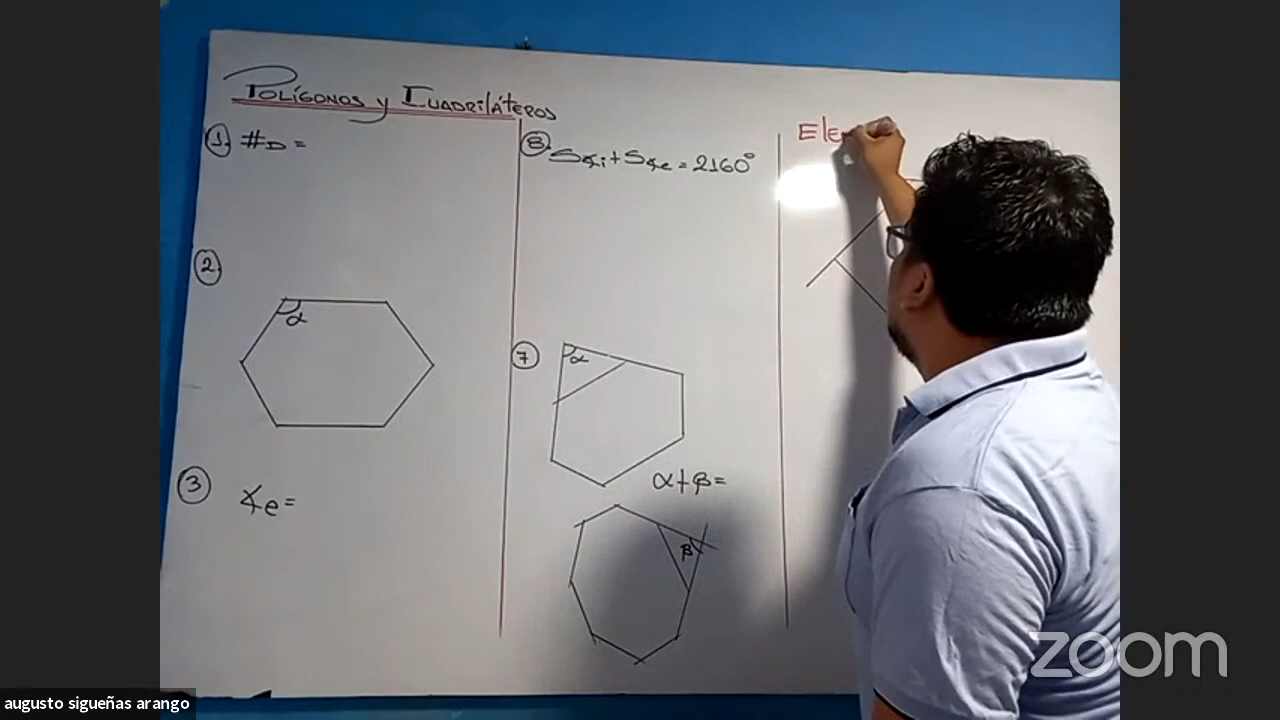 Polígonos y Cuadriláteros
1. #D =
2.
α
3 ∡e =
8. S∡i + S∡e = 2160°
7
α
α + β =
β
Ele
zoom
augusto sigueñas arango